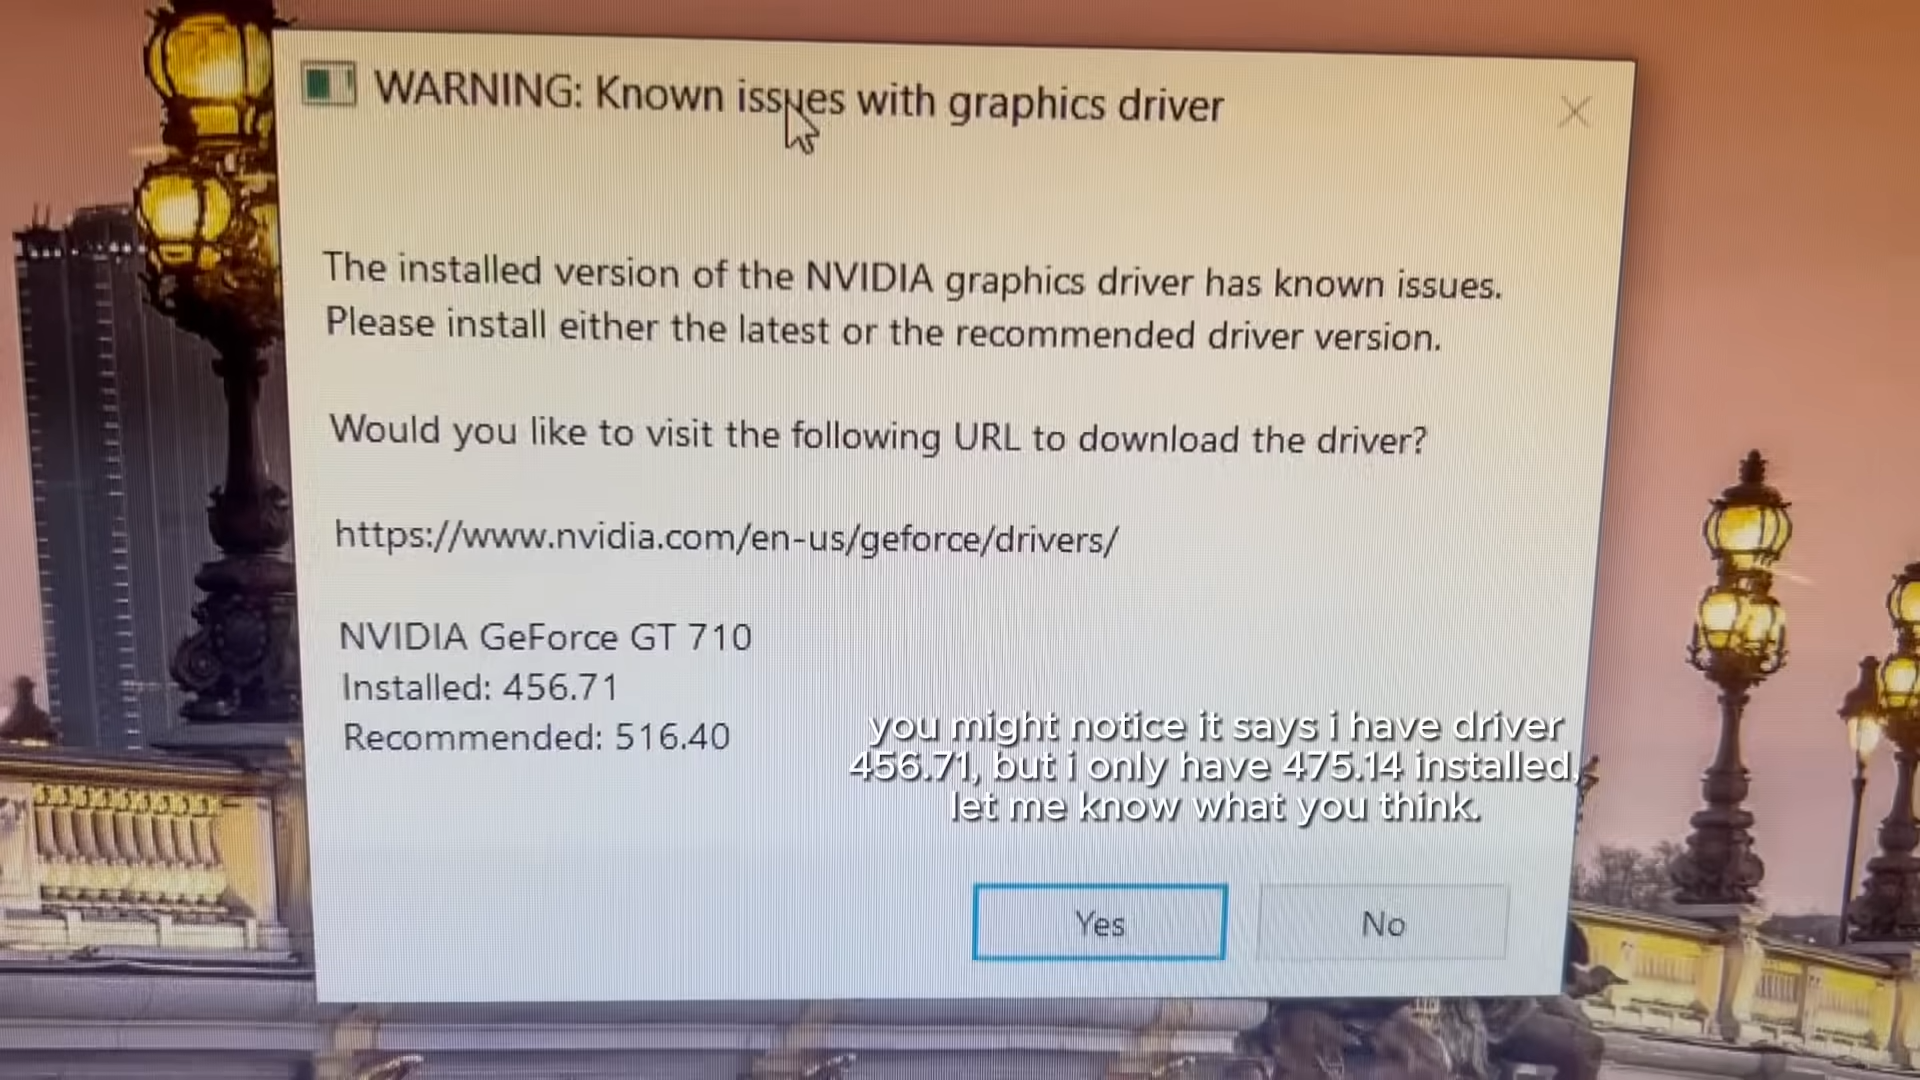 WARNING: Known issues with graphics driver
The installed version of the NVIDIA graphics driver has known issues.
Please install either the latest or the recommended driver version.
Would you like to visit the following URL to download the driver?
https://www.nvidia.com/en-us/geforce/drivers/
NVIDIA GeForce GT 710
Installed: 456.71
Recommended: 516.40
you might notice it says i have driver
456.71, but i only have 475.14 installed,
let me know what you think.
Yes
No